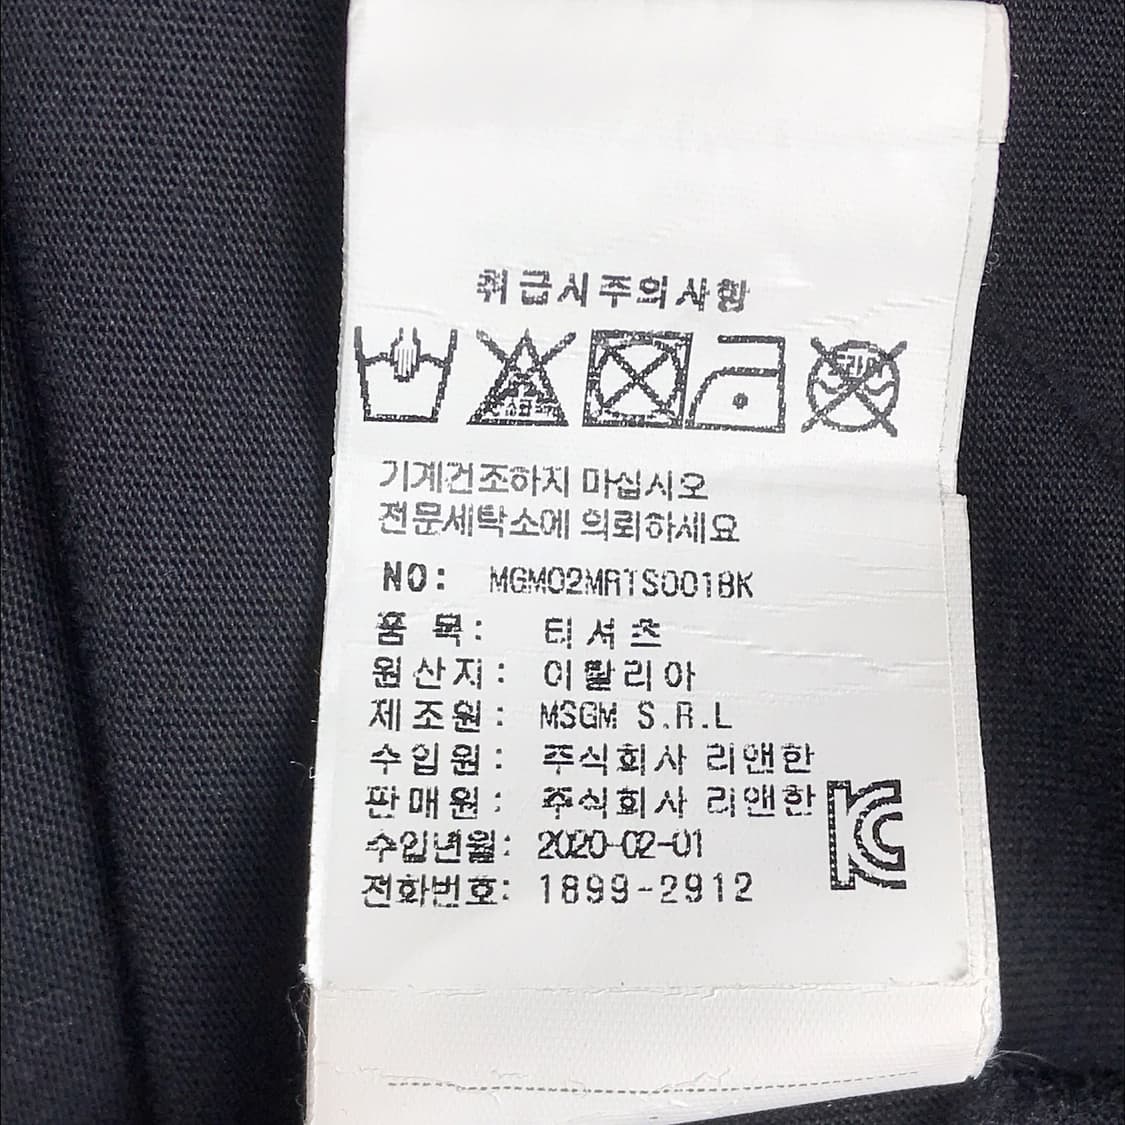 취급시주의사항
기계건조하지 마십시오
전문세탁소에 의뢰하세요
NO: MGM02MRTS001BK
품 목: 티셔츠
원산지: 이탈리아
제조원: MSGM S.R.L
수입원: 주식회사 리앤한
판매원: 주식회사 리앤한
수입년월: 2020-02-01
전화번호: 1899-2912